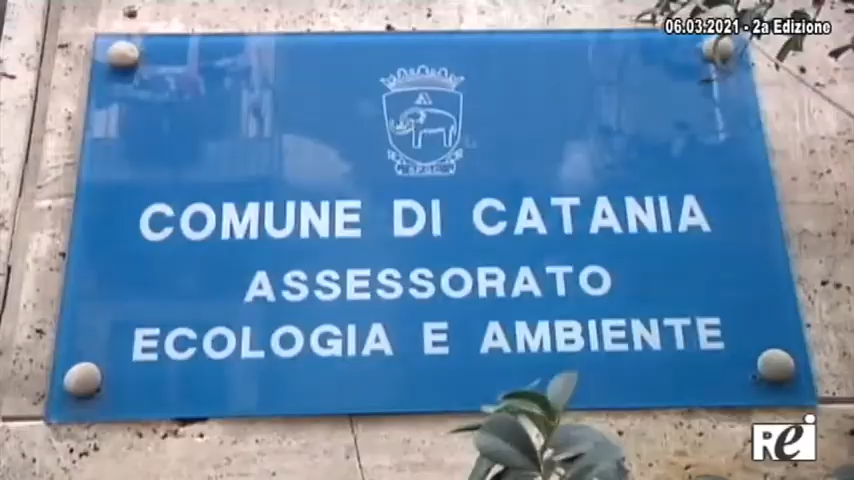 06.03.2021 - 2a Edizione
A
S.P.Q.C.
COMUNE DI CATANIA
ASSESSORATO
ECOLOGIA E AMBIENTE
Rei